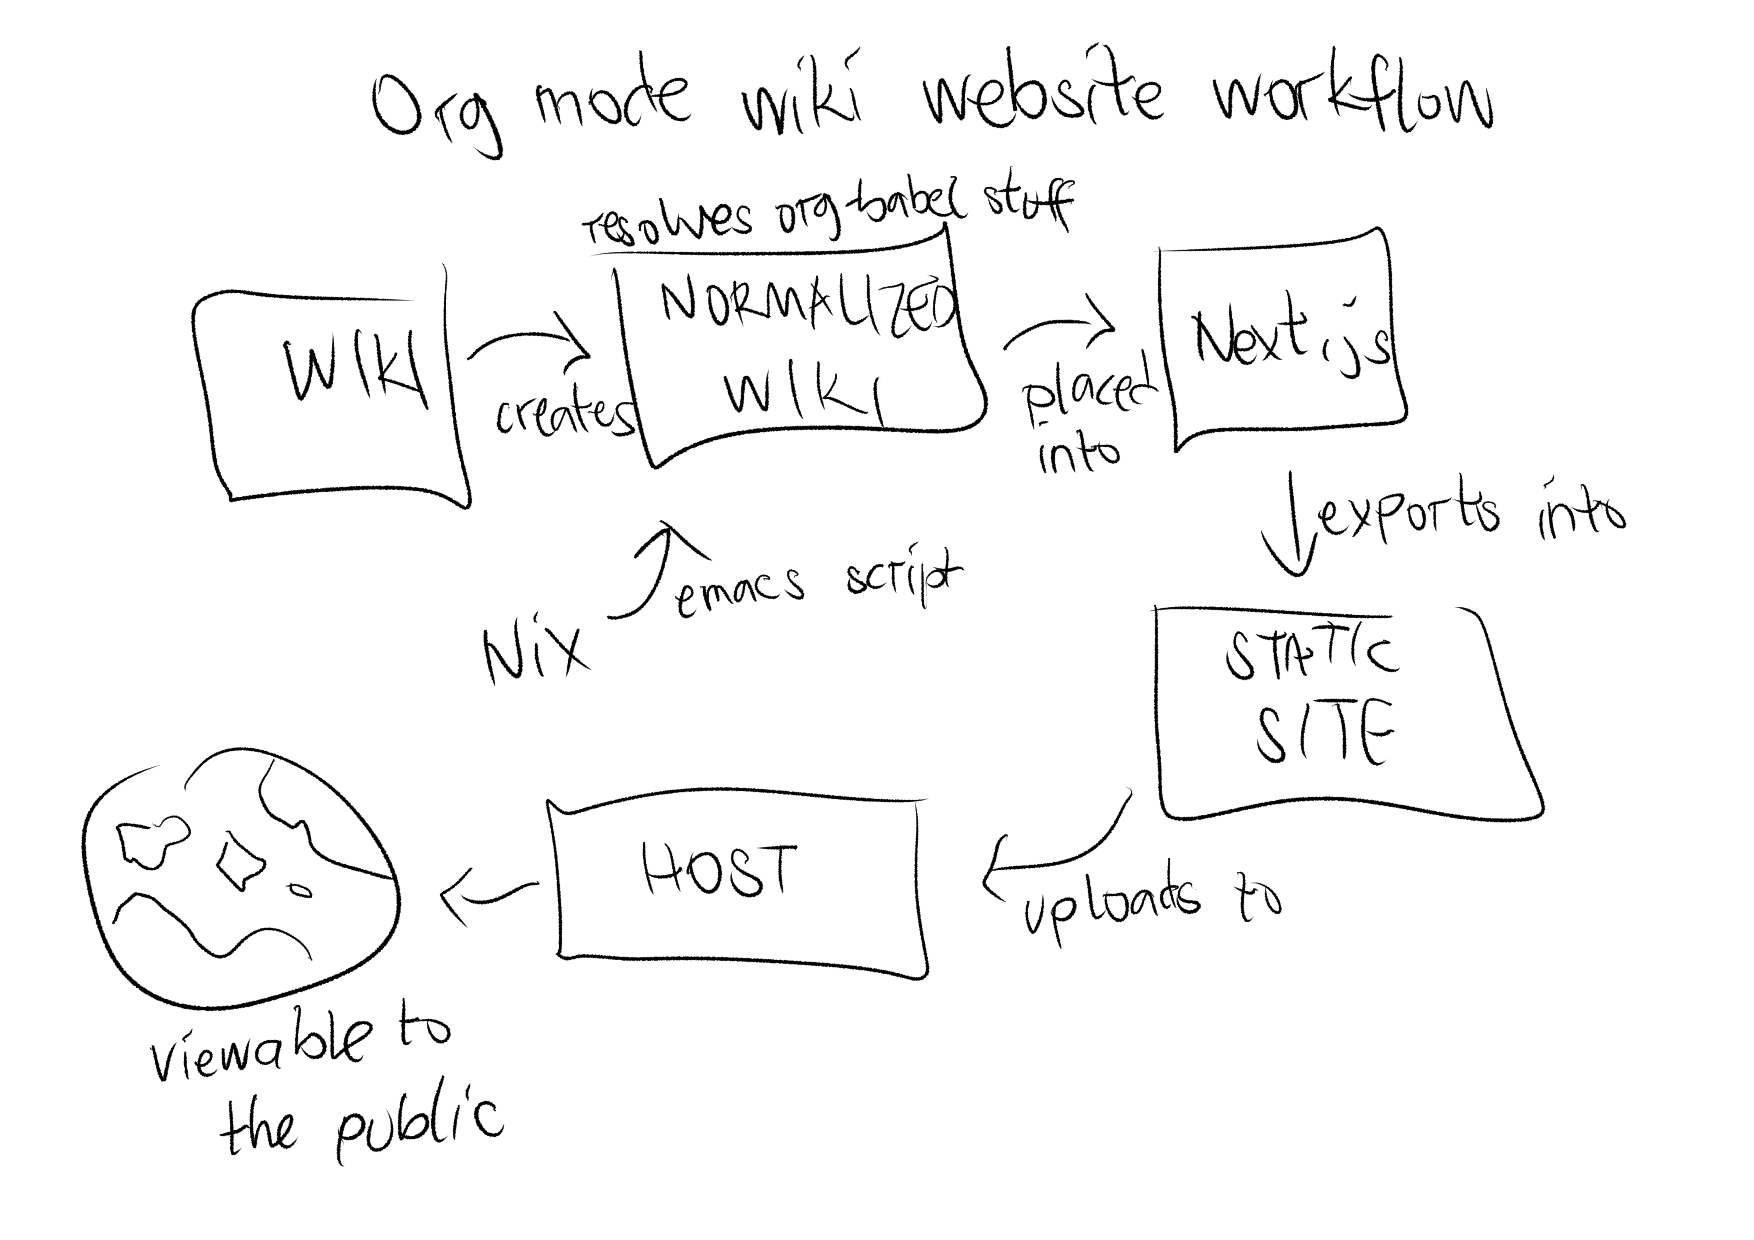 Org mode wiki website workflow
resolves org-babel stuff
WIKI
creates
NORMALIZED
WIKI
placed
into
Next.js
exports into
Nix
emacs script
STATIC
SITE
uploads to
HOST
viewable to
the public